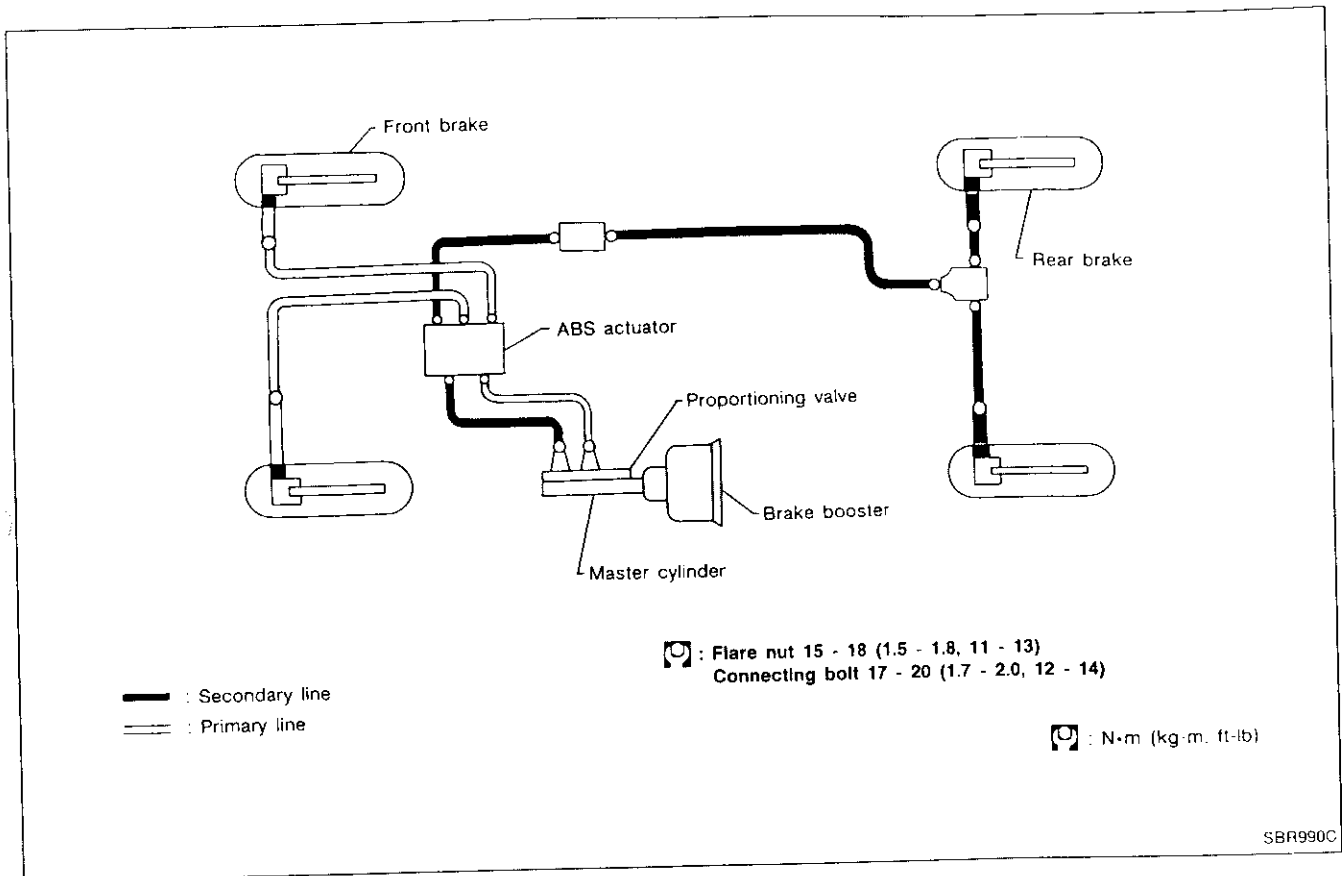 Front brake
Rear brake
ABS actuator
Proportioning valve
Brake booster
Master cylinder
: Flare nut 15 - 18 (1.5 - 1.8, 11 - 13)
Connecting bolt 17 - 20 (1.7 - 2.0, 12 - 14)
: Secondary line
: Primary line
: N•m (kg-m, ft-lb)
SBR990C